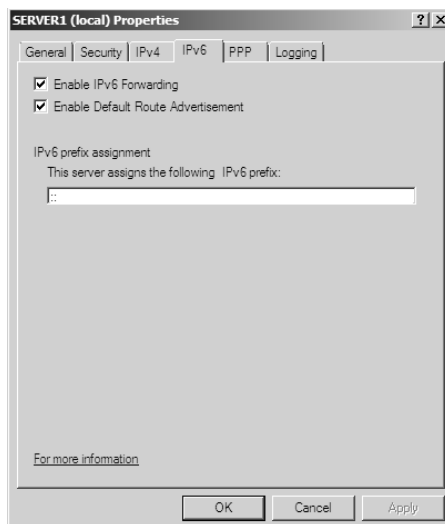 SERVER1 (local) Properties
? X
General Security IPv4 IPv6 PPP Logging
Enable IPv6 Forwarding
Enable Default Route Advertisement
IPv6 prefix assignment
This server assigns the following IPv6 prefix:
::
For more information
OK Cancel Apply